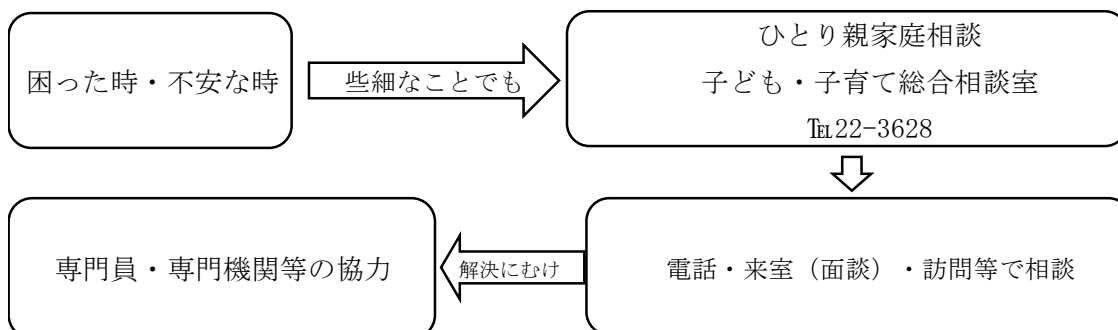 困った時・不安な時
些細なことでも
ひとり親家庭相談
子ども・子育て総合相談室
℡22-3628
電話・来室（面談）・訪問等で相談
解決にむけ
専門員・専門機関等の協力